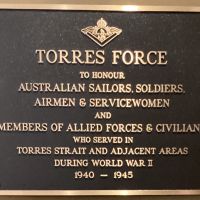 TORRES FORCE
TO HONOUR
AUSTRALIAN SAILORS, SOLDIERS,
AIRMEN & SERVICEWOMEN
AND
MEMBERS OF ALLIED FORCES & CIVILIAN
WHO SERVED IN
TORRES STRAIT AND ADJACENT AREAS
DURING WORLD WAR II
1940 — 1945